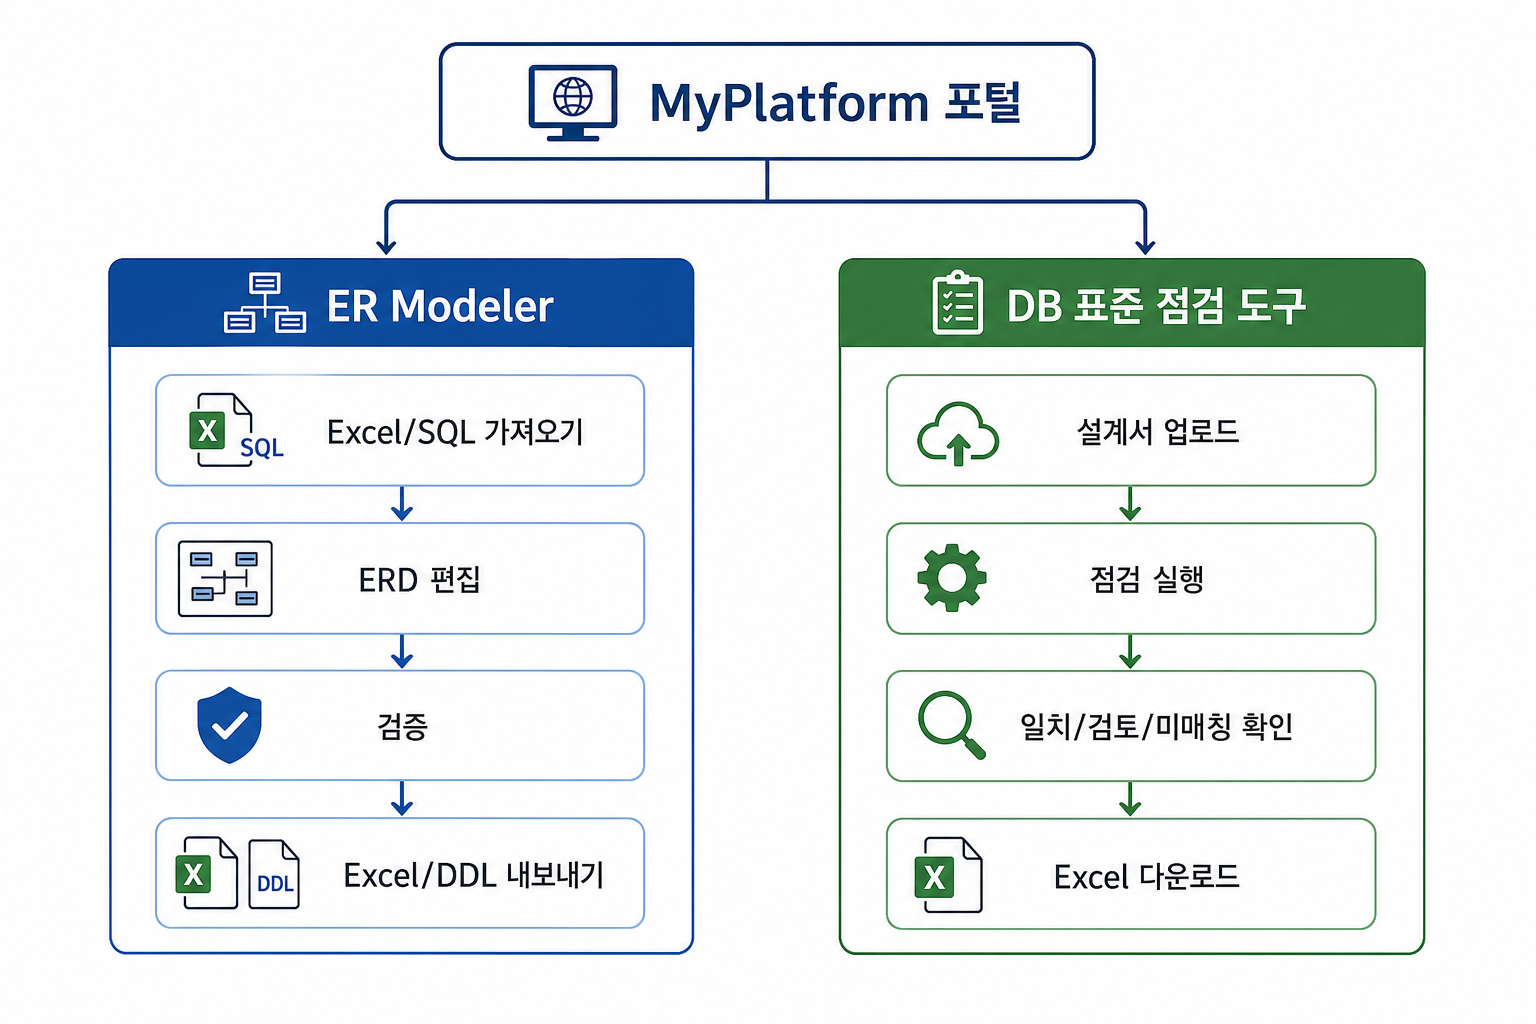 MyPlatform 포털
ER Modeler
X
SQL
Excel/SQL 가져오기
ERD 편집
검증
X
DDL
Excel/DDL 내보내기
DB 표준 점검 도구
설계서 업로드
점검 실행
일치/검토/미매칭 확인
X
Excel 다운로드